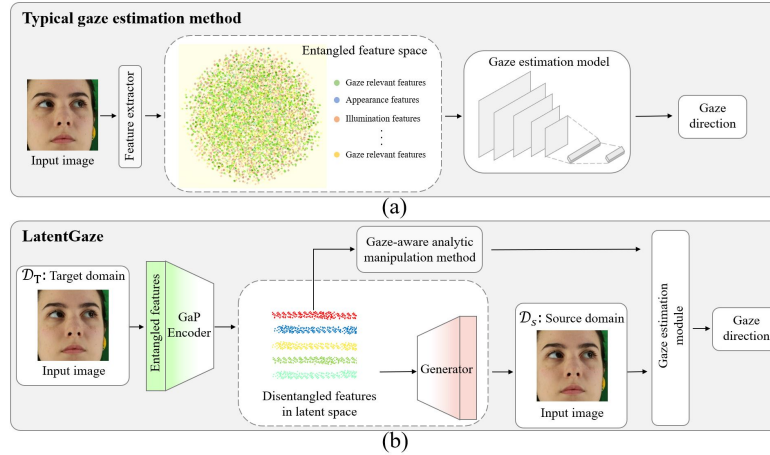 Typical gaze estimation method
Input image
Feature extractor
Entangled feature space
Gaze relevant features
Appearance features
Illumination features
⋮
Gaze relevant features
Gaze estimation model
Gaze
direction
(a)
LatentGaze
𝒟T: Target domain
Input image
Entangled features
GaP
Encoder
Gaze-aware analytic
manipulation method
Disentangled features
in latent space
Generator
𝒟s: Source domain
Input image
Gaze estimation
module
Gaze
direction
(b)